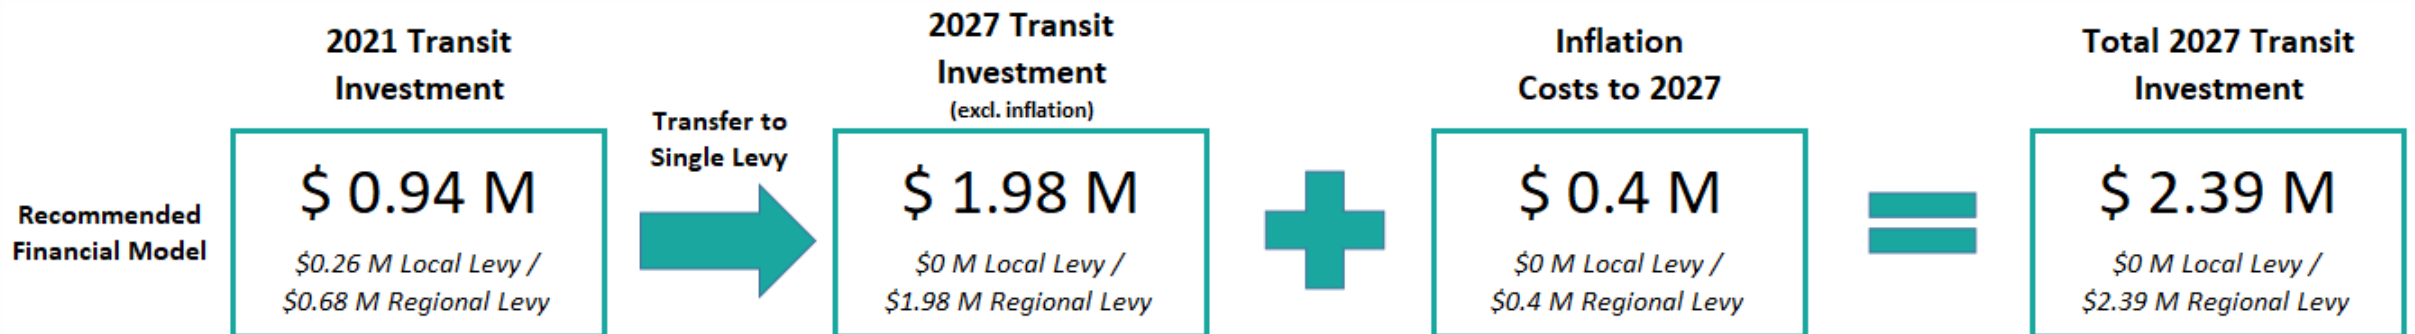 2021 Transit
Investment
2027 Transit
Investment
(excl. inflation)
Inflation
Costs to 2027
Total 2027 Transit
Investment
Recommended
Financial Model
$ 0.94 M
$0.26 M Local Levy /
$0.68 M Regional Levy
Transfer to
Single Levy
$ 1.98 M
$0 M Local Levy /
$1.98 M Regional Levy
$ 0.4 M
$0 M Local Levy /
$0.4 M Regional Levy
$ 2.39 M
$0 M Local Levy /
$2.39 M Regional Levy